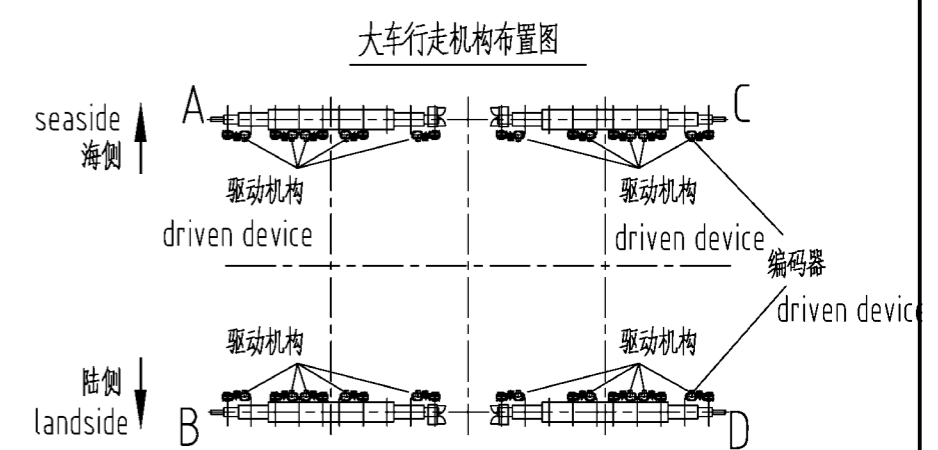 大车行走机构布置图
seaside
海侧
A
C
驱动机构
driven device
驱动机构
driven device
编码器
driven devic
驱动机构
驱动机构
陆侧
landside
B
D